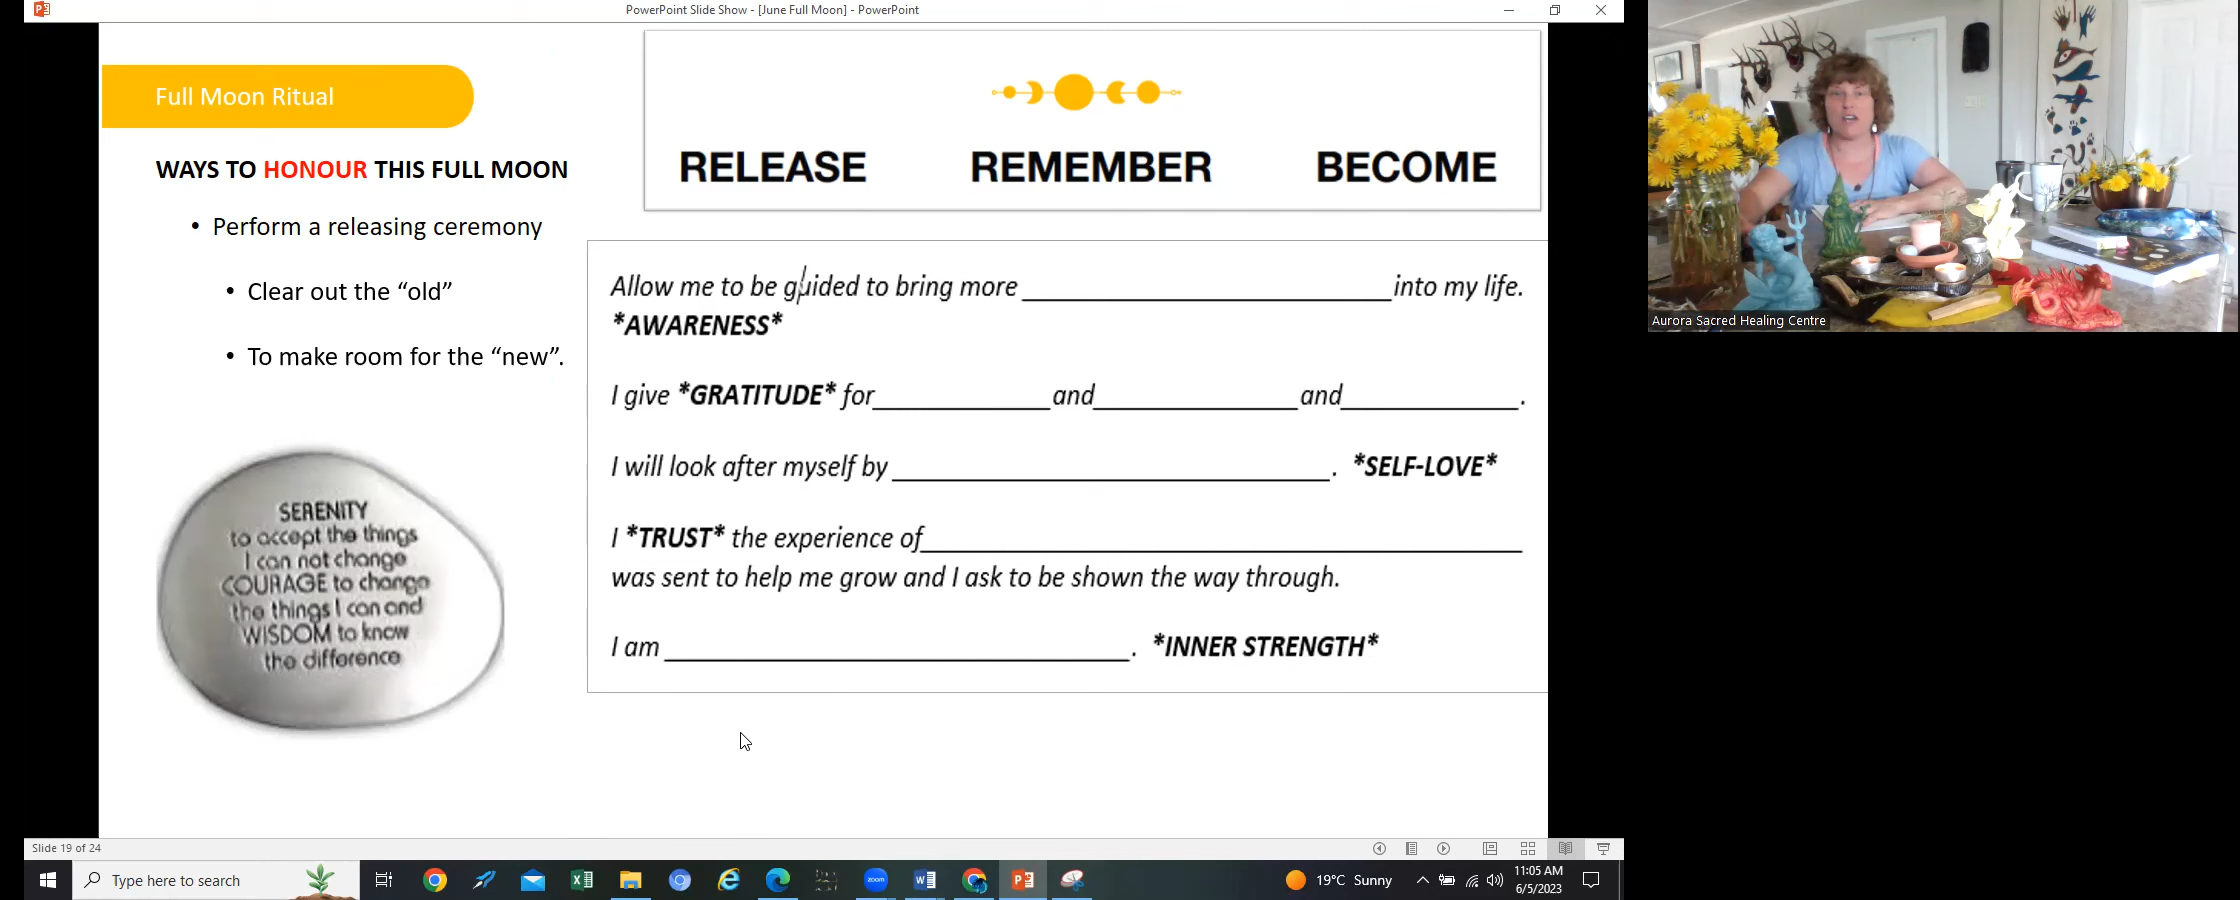 PowerPoint Slide Show - [June Full Moon] - PowerPoint
Full Moon Ritual
WAYS TO HONOUR THIS FULL MOON
• Perform a releasing ceremony
• Clear out the “old”
• To make room for the “new”.
SERENITY
to accept the things
I can not change
COURAGE to change
the things I can and
WISDOM to know
the difference
RELEASE REMEMBER BECOME
Allow me to be guided to bring more ____________________ into my life.
*AWARENESS*
I give *GRATITUDE* for____________and____________and____________.
I will look after myself by ____________________. *SELF-LOVE*
I *TRUST* the experience of______________________________
was sent to help me grow and I ask to be shown the way through.
I am ____________________. *INNER STRENGTH*
Aurora Sacred Healing Centre
Slide 19 of 24
Type here to search
zoom
19°C Sunny
11:05 AM
6/5/2023